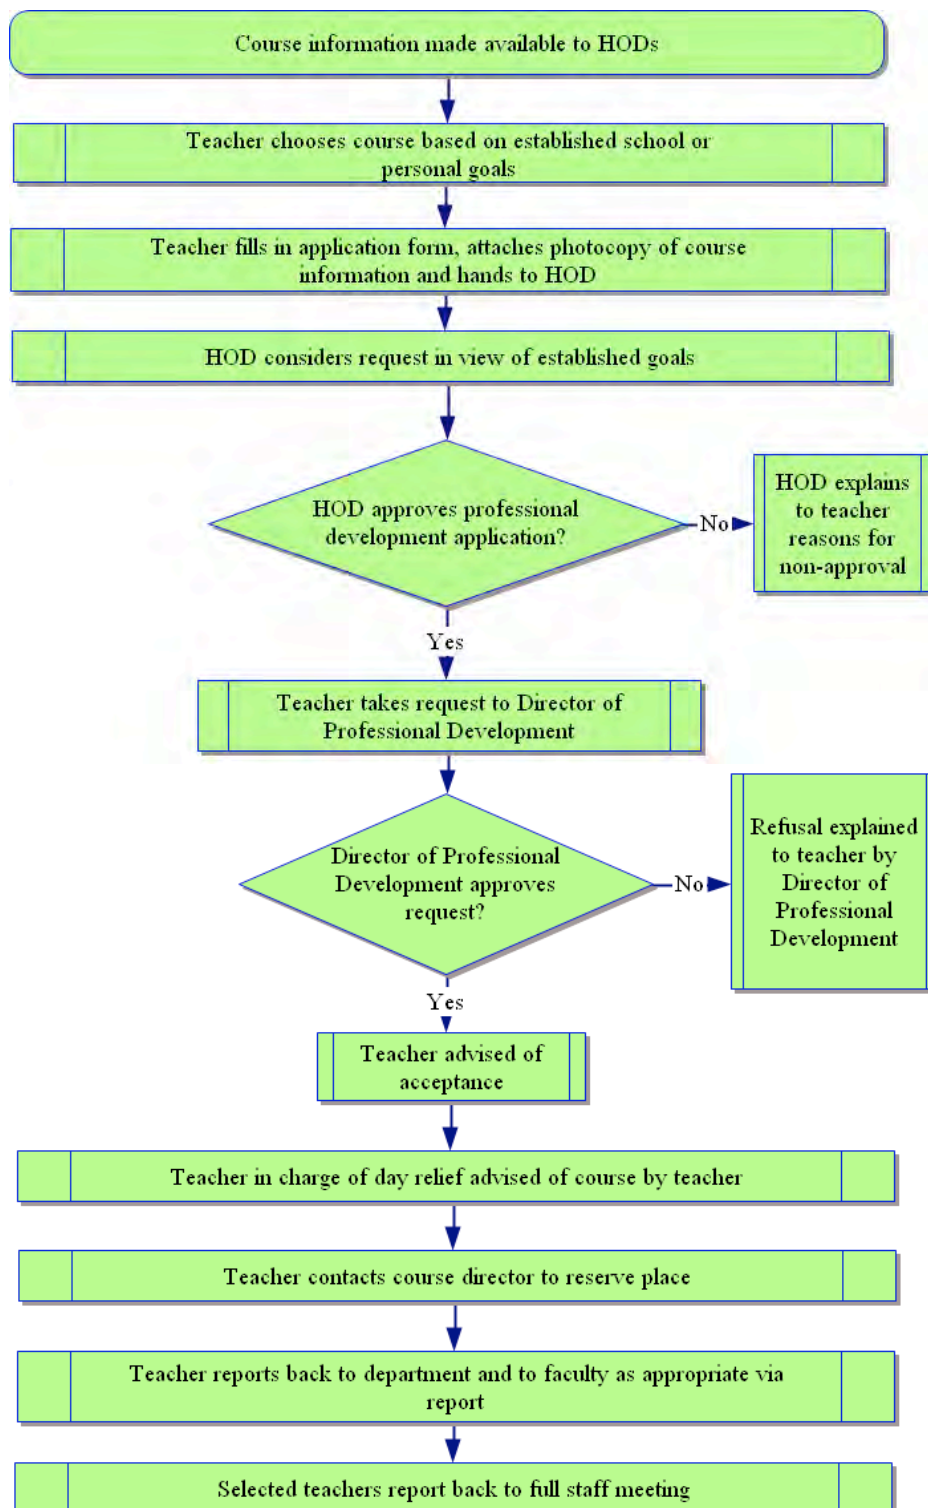 Course information made available to HODs
Teacher chooses course based on established school or
personal goals
Teacher fills in application form, attaches photocopy of course
information and hands to HOD
HOD considers request in view of established goals
HOD approves professional
development application?
No
HOD explains
to teacher
reasons for
non-approval
Yes
Teacher takes request to Director of
Professional Development
Director of Professional
Development approves
request?
No
Refusal explained
to teacher by
Director of
Professional
Development
Yes
Teacher advised of
acceptance
Teacher in charge of day relief advised of course by teacher
Teacher contacts course director to reserve place
Teacher reports back to department and to faculty as appropriate via
report
Selected teachers report back to full staff meeting